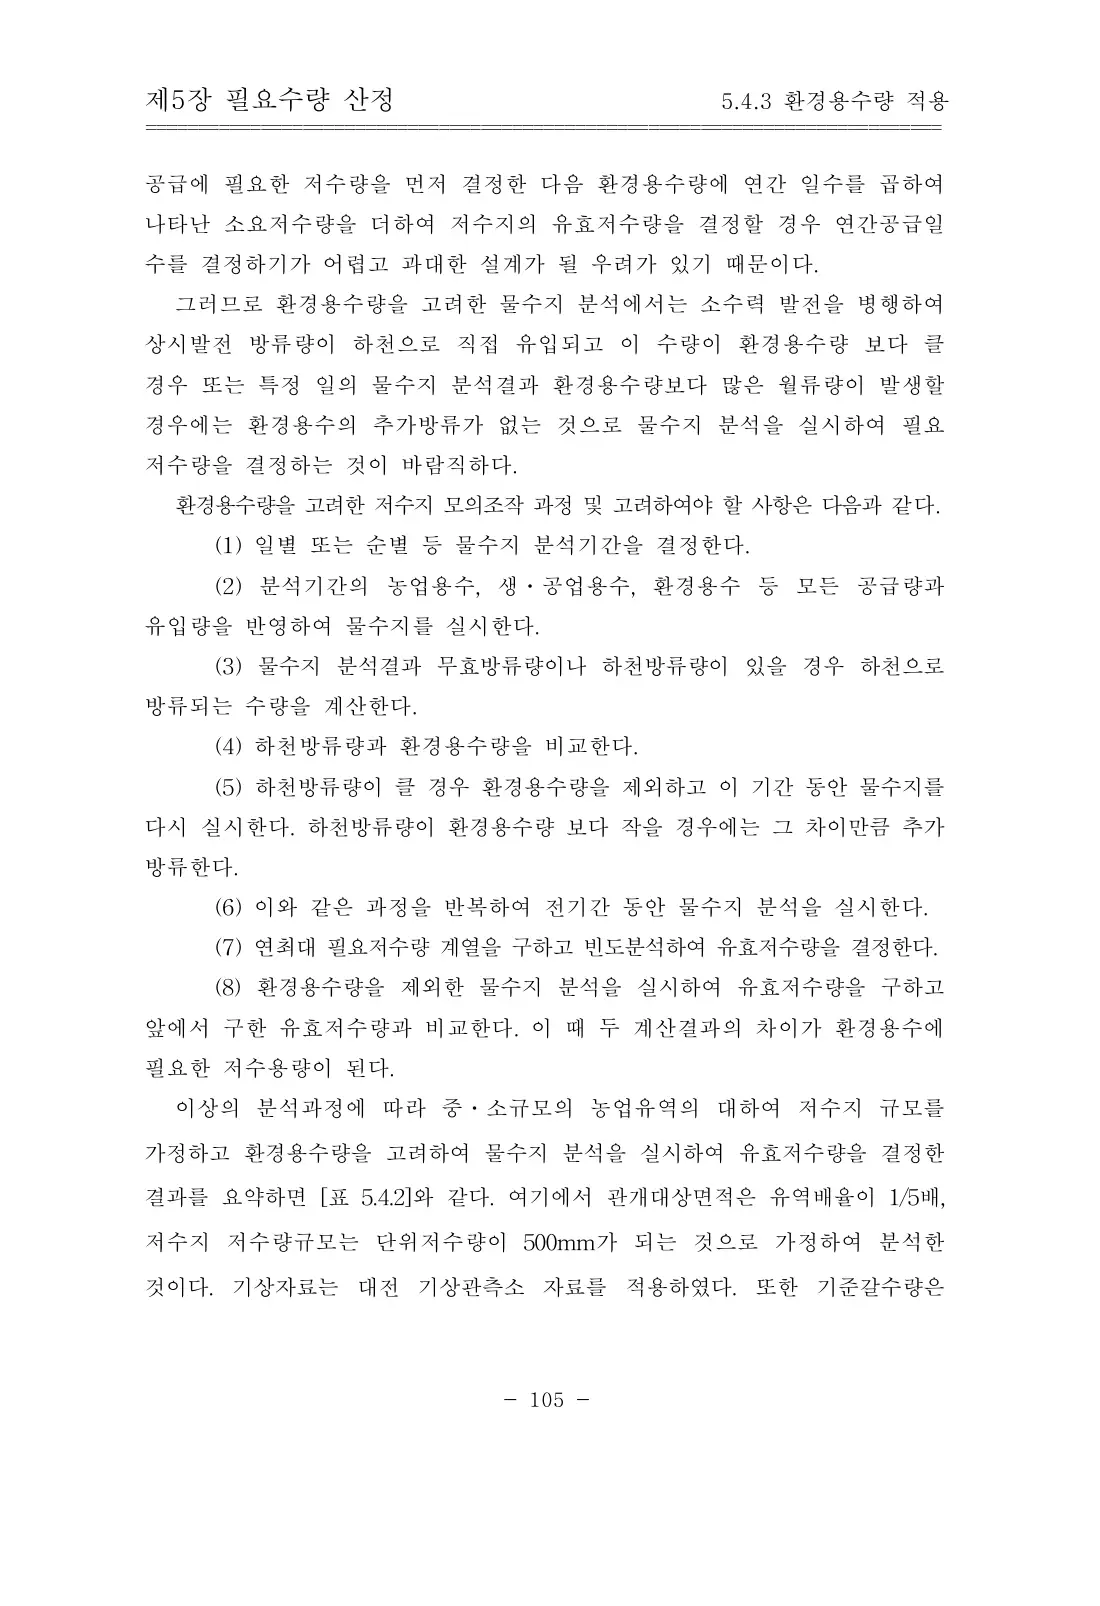 제5장 필요수량 산정
5.4.3 환경용수량 적용
공급에 필요한 저수량을 먼저 결정한 다음 환경용수량에 연간 일수를 곱하여
나타난 소요저수량을 더하여 저수지의 유효저수량을 결정할 경우 연간공급일
수를 결정하기가 어렵고 과대한 설계가 될 우려가 있기 때문이다.
그러므로 환경용수량을 고려한 물수지 분석에서는 소수력 발전을 병행하여
상시발전 방류량이 하천으로 직접 유입되고 이 수량이 환경용수량 보다 클
경우 또는 특정 일의 물수지 분석결과 환경용수량보다 많은 월류량이 발생할
경우에는 환경용수의 추가방류가 없는 것으로 물수지 분석을 실시하여 필요
저수량을 결정하는 것이 바람직하다.
환경용수량을 고려한 저수지 모의조작 과정 및 고려하여야 할 사항은 다음과 같다.
(1) 일별 또는 순별 등 물수지 분석기간을 결정한다.
(2) 분석기간의 농업용수, 생・공업용수, 환경용수 등 모든 공급량과
유입량을 반영하여 물수지를 실시한다.
(3) 물수지 분석결과 무효방류량이나 하천방류량이 있을 경우 하천으로
방류되는 수량을 계산한다.
(4) 하천방류량과 환경용수량을 비교한다.
(5) 하천방류량이 클 경우 환경용수량을 제외하고 이 기간 동안 물수지를
다시 실시한다. 하천방류량이 환경용수량 보다 작을 경우에는 그 차이만큼 추가
방류한다.
(6) 이와 같은 과정을 반복하여 전기간 동안 물수지 분석을 실시한다.
(7) 연최대 필요저수량 계열을 구하고 빈도분석하여 유효저수량을 결정한다.
(8) 환경용수량을 제외한 물수지 분석을 실시하여 유효저수량을 구하고
앞에서 구한 유효저수량과 비교한다. 이 때 두 계산결과의 차이가 환경용수에
필요한 저수용량이 된다.
이상의 분석과정에 따라 중・소규모의 농업유역의 대하여 저수지 규모를
가정하고 환경용수량을 고려하여 물수지 분석을 실시하여 유효저수량을 결정한
결과를 요약하면 [표 5.4.2]와 같다. 여기에서 관개대상면적은 유역배율이 1/5배,
저수지 저수량규모는 단위저수량이 500mm가 되는 것으로 가정하여 분석한
것이다. 기상자료는 대전 기상관측소 자료를 적용하였다. 또한 기준갈수량은
- 105 -